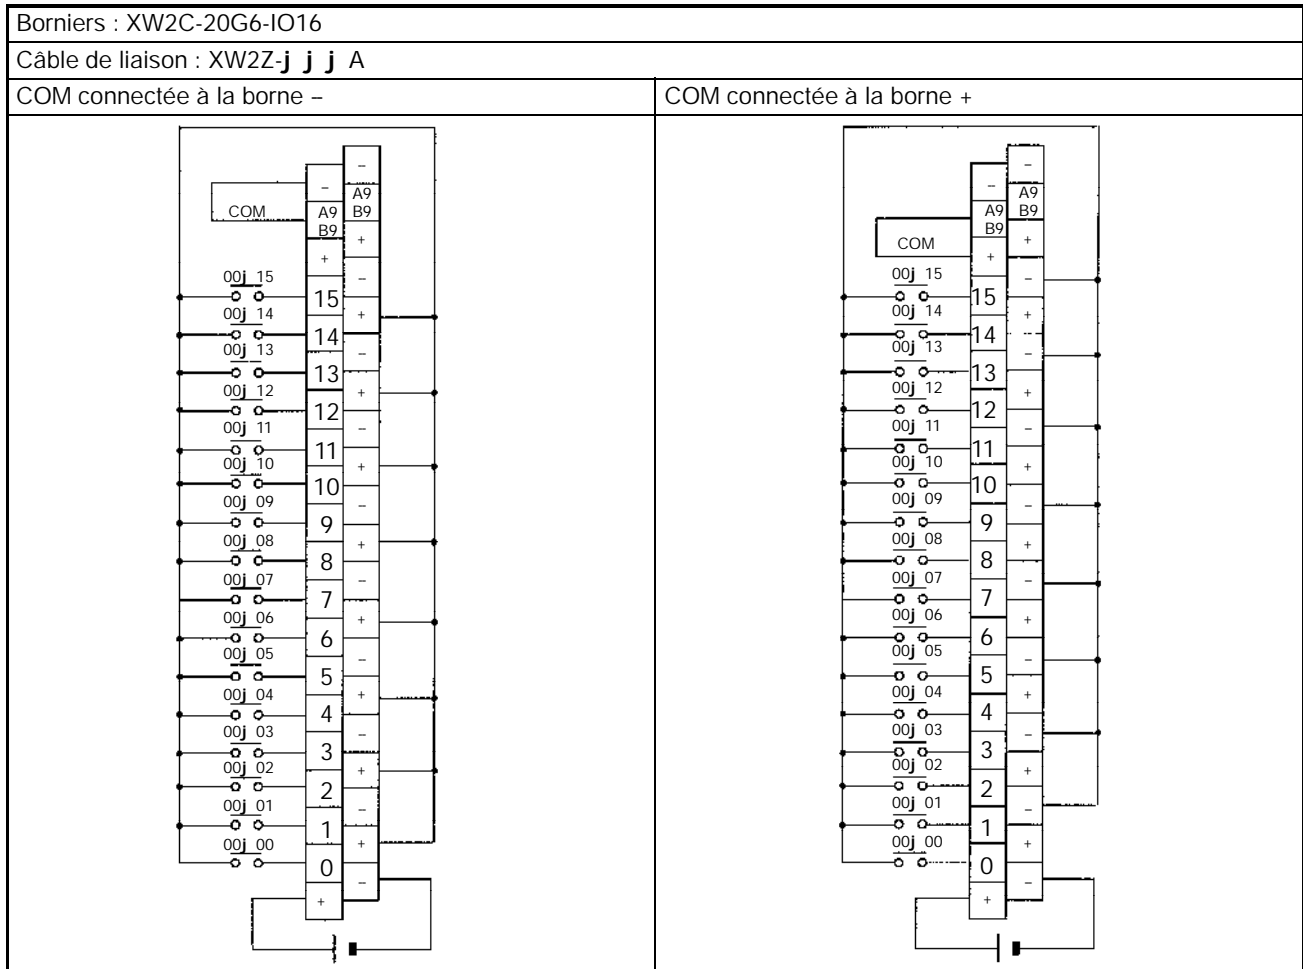 Borniers : XW2C-20G6-IO16
Câble de liaison : XW2Z-j j j A
COM connectée à la borne –
COM connectée à la borne +
–
–
A9
COM
A9
B9
B9
+
+
–
00j 15
15
+
00j 14
14
–
00j 13
13
+
00j 12
12
–
00j 11
11
+
00j 10
10
–
00j 09
9
+
00j 08
8
–
00j 07
7
+
00j 06
6
–
00j 05
5
+
00j 04
4
–
00j 03
3
+
00j 02
2
–
00j 01
1
+
00j 00
0
–
+
–
–
A9
A9
B9
B9
COM
+
+
–
00j 15
15
+
00j 14
14
–
00j 13
13
+
00j 12
12
–
00j 11
11
+
00j 10
10
–
00j 09
9
+
00j 08
8
–
00j 07
7
+
00j 06
6
–
00j 05
5
+
00j 04
4
–
00j 03
3
+
00j 02
2
–
00j 01
1
+
00j 00
0
–
+